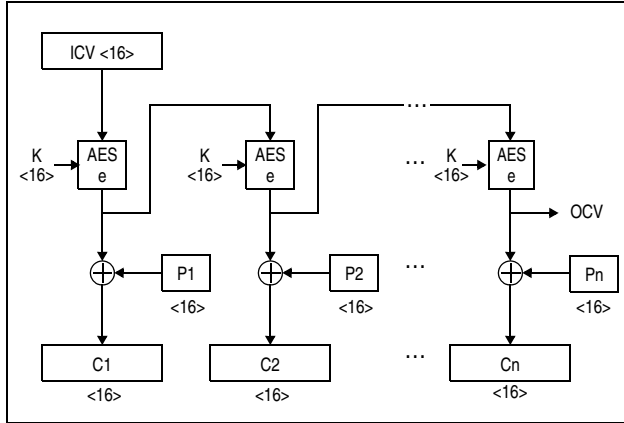 ICV <16>
...
K
<16>
AES
e
K
<16>
AES
e
...
K
<16>
AES
e
OCV
P1
<16>
P2
<16>
...
Pn
<16>
C1
<16>
C2
<16>
...
Cn
<16>